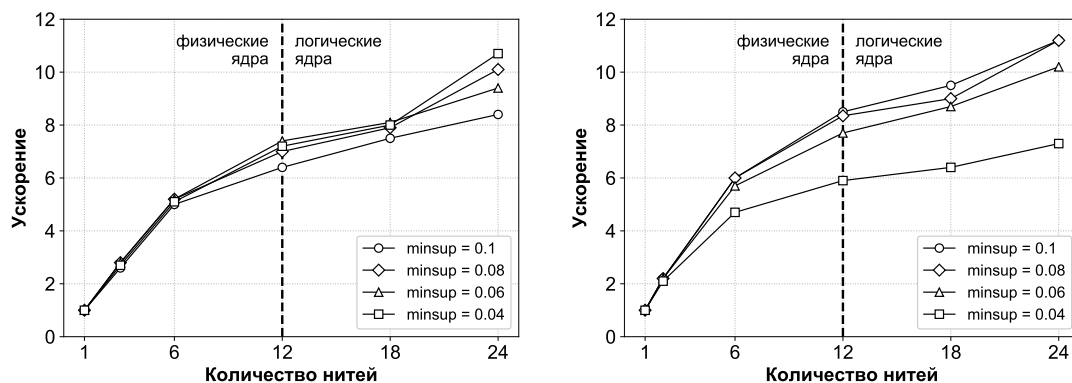 12
10
8
6
4
2
0
Ускорение
физические
ядра
логические
ядра
minsup = 0.1
minsup = 0.08
minsup = 0.06
minsup = 0.04
1 6 12 18 24
Количество нитей
12
10
8
6
4
2
0
Ускорение
физические
ядра
логические
ядра
minsup = 0.1
minsup = 0.08
minsup = 0.06
minsup = 0.04
1 6 12 18 24
Количество нитей